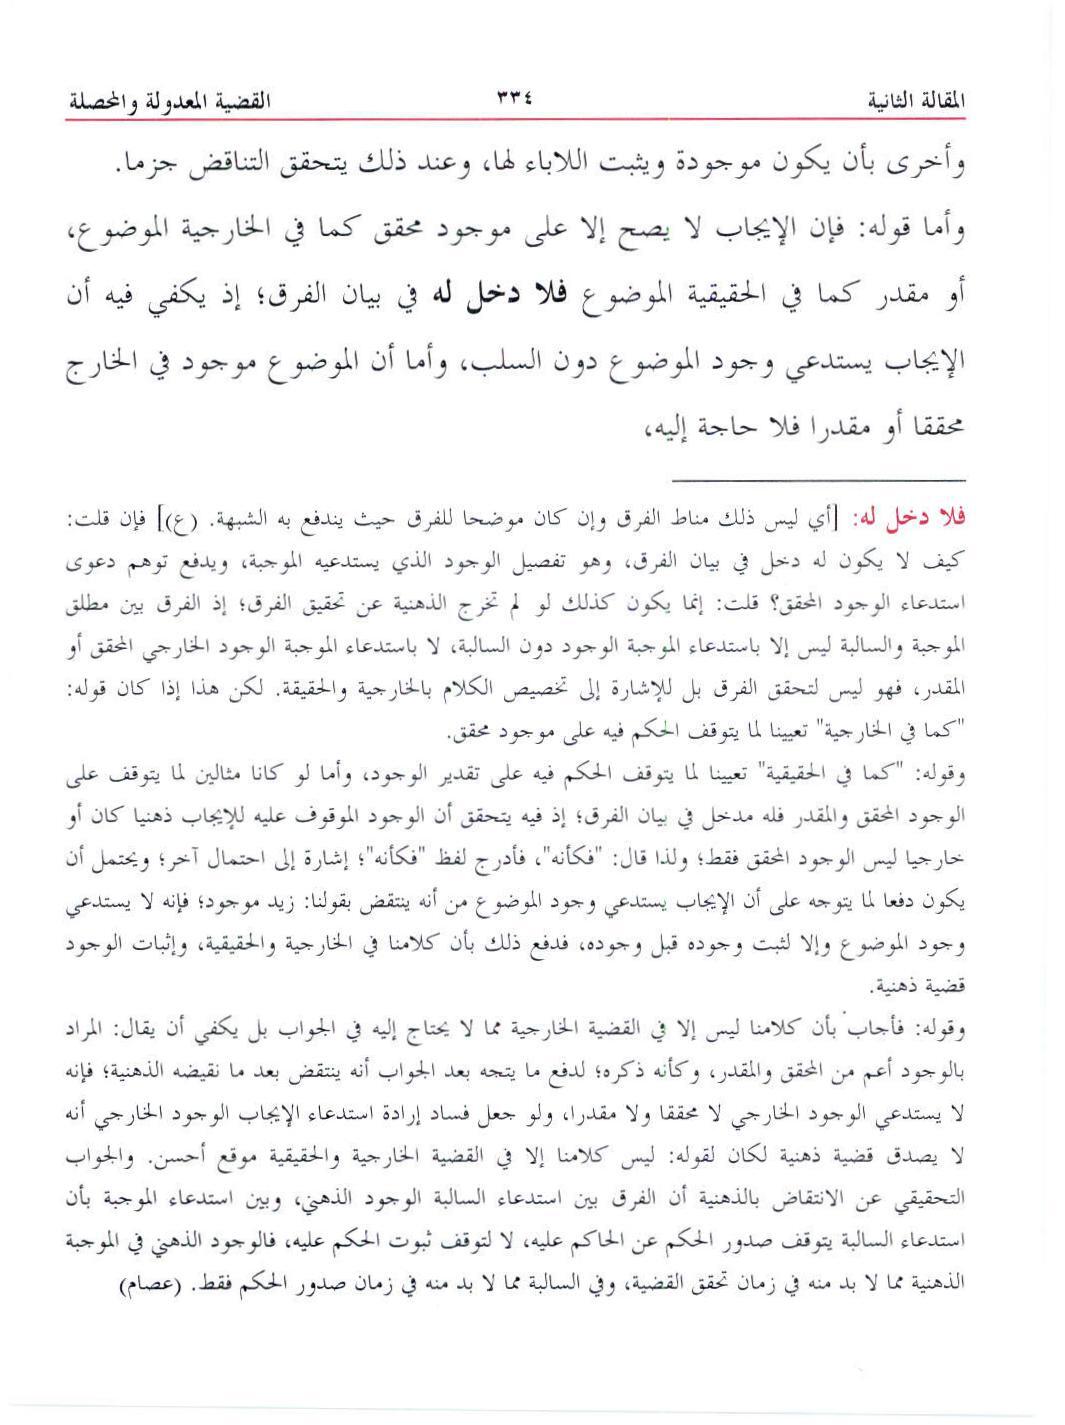 المقالة الثانية ٣٣٤ القضية المعدولة والمحصلة
وأخرى بأن يكون موجودة ويثبت اللاباء لها، وعند ذلك يتحقق التناقض جزما.
وأما قوله: فإن الإيجاب لا يصح إلا على موجود محقق كما في الخارجية الموضوع،
أو مقدر كما في الحقيقية الموضوع فلا دخل له في بيان الفرق؛ إذ يكفي فيه أن
الإيجاب يستدعي وجود الموضوع دون السلب، وأما أن الموضوع موجود في الخارج
محققا أو مقدرا فلا حاجة إليه،
فلا دخل له: [أي ليس ذلك مناط الفرق وإن كان موضحا للفرق حيث يندفع به الشبهة. (ع)] فإن قلت:
كيف لا يكون له دخل في بيان الفرق، وهو تفصيل الوجود الذي يستدعيه الموجبة، ويدفع توهم دعوى
استدعاء الوجود المحقق؟ قلت: إنما يكون كذلك لو لم تخرج الذهنية عن تحقيق الفرق؛ إذ الفرق بين مطلق
الموجبة والسالبة ليس إلا باستدعاء الموجبة الوجود دون السالبة، لا باستدعاء الموجبة الوجود الخارجي المحقق أو
المقدر، فهو ليس لتحقق الفرق بل للإشارة إلى تخصيص الكلام بالخارجية والحقيقة. لكن هذا إذا كان قوله:
"كما في الخارجية" تعيينا لما يتوقف الحكم فيه على موجود محقق.
وقوله: "كما في الحقيقية" تعيينا لما يتوقف الحكم فيه على تقدير الوجود، وأما لو كانا مثالين لما يتوقف على
الوجود المحقق والمقدر فله مدخل في بيان الفرق؛ إذ فيه يتحقق أن الوجود الموقوف عليه للإيجاب ذهنيا كان أو
خارجيا ليس الوجود المحقق فقط؛ ولذا قال: "فكأنه"، فأدرج لفظ "فكأنه"؛ إشارة إلى احتمال آخر؛ ويحتمل أن
يكون دفعا لما يتوجه على أن الإيجاب يستدعي وجود الموضوع من أنه ينتقض بقولنا: زيد موجود؛ فإنه لا يستدعي
وجود الموضوع وإلا لثبت وجوده قبل وجوده، فدفع ذلك بأن كلامنا في الخارجية والحقيقية، وإثبات الوجود
قضية ذهنية.
وقوله: فأجاب بأن كلامنا ليس إلا في القضية الخارجية مما لا يحتاج إليه في الجواب بل يكفي أن يقال: المراد
بالوجود أعم من المحقق والمقدر، وكأنه ذكره؛ لدفع ما يتجه بعد الجواب أنه ينتقض بعد ما نقيضه الذهنية؛ فإنه
لا يستدعي الوجود الخارجي لا محققا ولا مقدرا، ولو جعل فساد إرادة استدعاء الإيجاب الوجود الخارجي أنه
لا يصدق قضية ذهنية لكان لقوله: ليس كلامنا إلا في القضية الخارجية والحقيقية موقع أحسن. والجواب
التحقيقي عن الانتقاض بالذهنية أن الفرق بين استدعاء السالبة الوجود الذهني، وبين استدعاء الموجبة بأن
استدعاء السالبة يتوقف صدور الحكم عن الحاكم عليه، لا لتوقف ثبوت الحكم عليه، فالوجود الذهني في الموجبة
الذهنية مما لا بد منه في زمان تحقق القضية، وفي السالبة مما لا بد منه في زمان صدور الحكم فقط. (عصام)